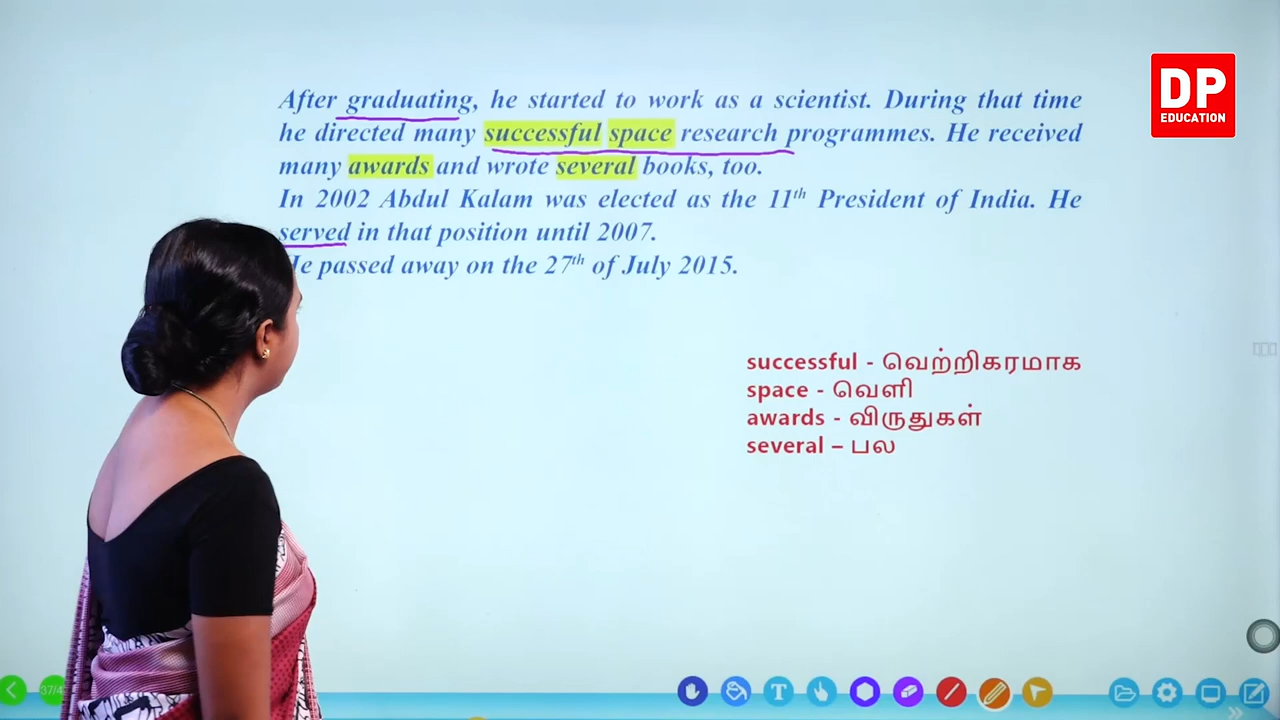 DP
EDUCATION
After graduating, he started to work as a scientist. During that time
he directed many successful space research programmes. He received
many awards and wrote several books, too.
In 2002 Abdul Kalam was elected as the 11th President of India. He
served in that position until 2007.
He passed away on the 27th of July 2015.
successful - வெற்றிகரமாக
space - வெளி
awards - விருதுகள்
several – பல